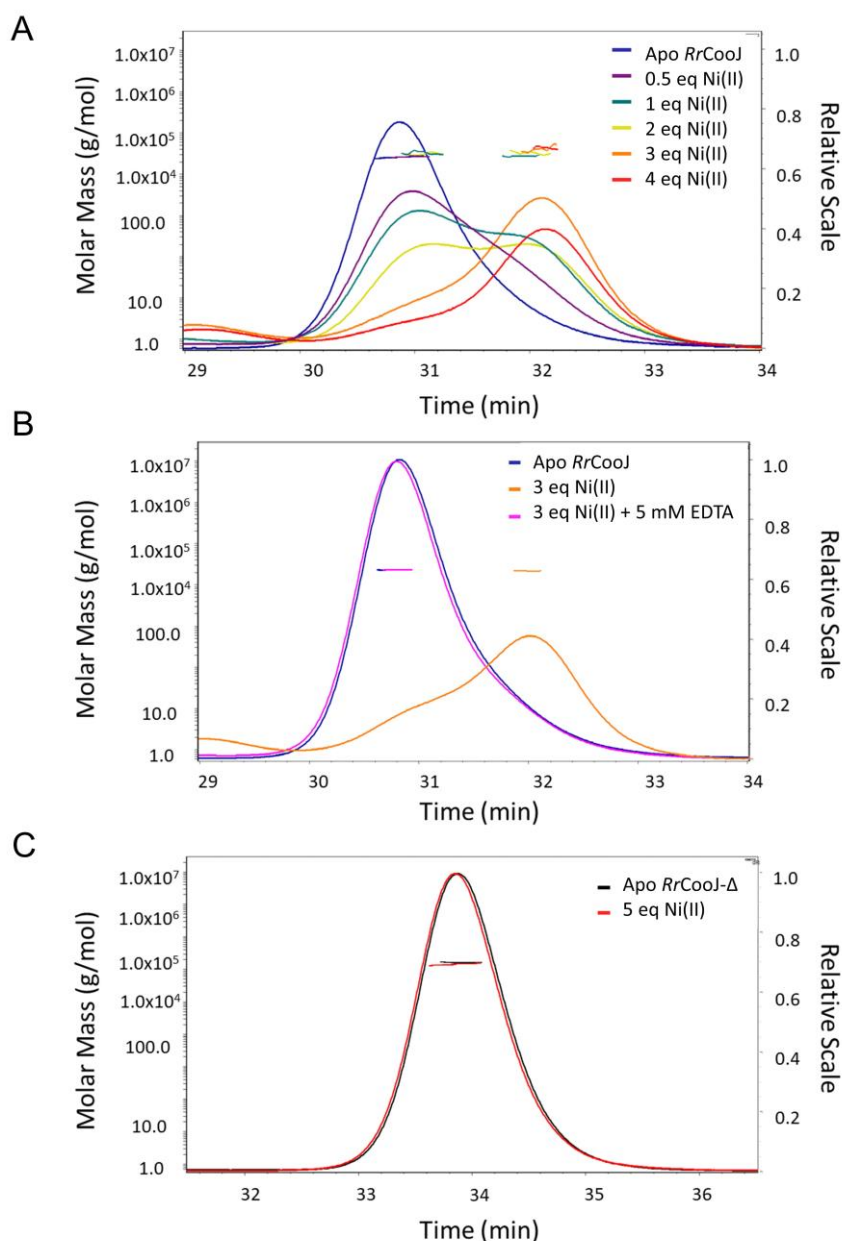 A
Molar Mass (g/mol)
1.0x10⁷
1.0x10⁶
1.0x10⁵
1.0x10⁴
100.0
10.0
1.0
Apo RrCooJ
0.5 eq Ni(II)
1 eq Ni(II)
2 eq Ni(II)
3 eq Ni(II)
4 eq Ni(II)
1.0
0.8
0.6
0.4
0.2
Relative Scale
29 30 31 32 33 34
Time (min)
B
Molar Mass (g/mol)
1.0x10⁷
1.0x10⁶
1.0x10⁵
1.0x10⁴
100.0
10.0
1.0
Apo RrCooJ
3 eq Ni(II)
3 eq Ni(II) + 5 mM EDTA
1.0
0.8
0.6
0.4
0.2
Relative Scale
29 30 31 32 33 34
Time (min)
C
Molar Mass (g/mol)
1.0x10⁷
1.0x10⁶
1.0x10⁵
1.0x10⁴
100.0
10.0
1.0
Apo RrCooJ-Δ
5 eq Ni(II)
1.0
0.8
0.6
0.4
0.2
Relative Scale
32 33 34 35 36
Time (min)